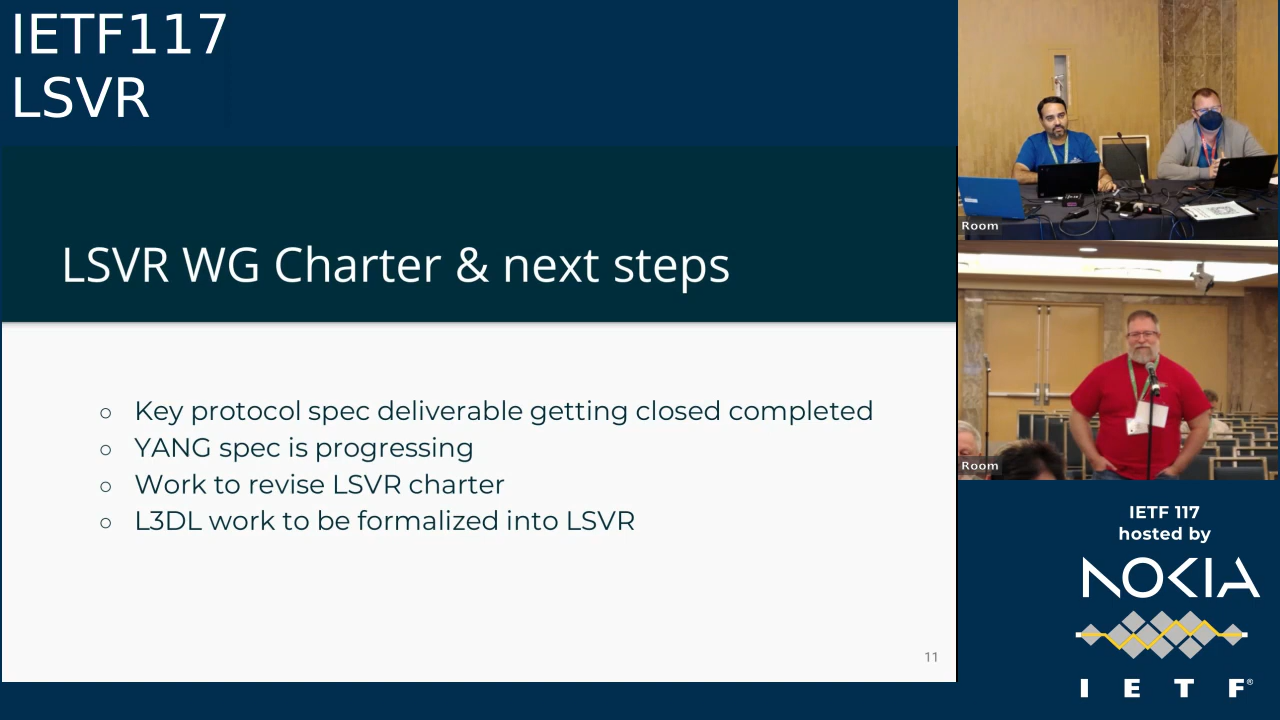 IETF117
LSVR
LSVR WG Charter & next steps
Key protocol spec deliverable getting closed completed
YANG spec is progressing
Work to revise LSVR charter
L3DL work to be formalized into LSVR
11
Room
Room
IETF 117
hosted by
NOKIA
I E T F®